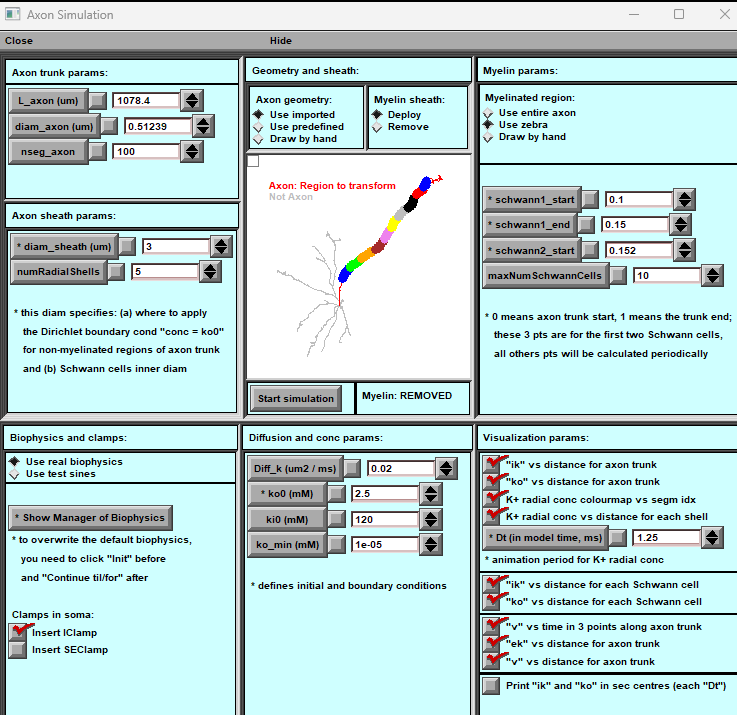 Axon Simulation
Close
Hide
Axon trunk params:
L_axon (um)
1078.4
diam_axon (um)
0.51239
nseg_axon
100
Axon sheath params:
* diam_sheath (um)
3
numRadialShells
5
* this diam specifies: (a) where to apply
the Dirichlet boundary cond "conc = ko0"
for non-myelinated regions of axon trunk
and (b) Schwann cells inner diam
Geometry and sheath:
Axon geometry:
Use imported
Use predefined
Draw by hand
Myelin sheath:
Deploy
Remove
Axon: Region to transform
Not Axon
Start simulation
Myelin: REMOVED
Myelin params:
Myelinated region:
Use entire axon
Use zebra
Draw by hand
* schwann1_start
0.1
* schwann1_end
0.15
* schwann2_start
0.152
maxNumSchwannCells
10
* 0 means axon trunk start, 1 means the trunk end;
these 3 pts are for the first two Schwann cells,
all others pts will be calculated periodically
Biophysics and clamps:
Use real biophysics
Use test sines
* Show Manager of Biophysics
* to overwrite the default biophysics,
you need to click "Init" before
and "Continue til/for" after
Clamps in soma:
Insert IClamp
Insert SEClamp
Diffusion and conc params:
Diff_k (um2 / ms)
0.02
* ko0 (mM)
2.5
ki0 (mM)
120
ko_min (mM)
1e-05
* defines initial and boundary conditions
Visualization params:
"ik" vs distance for axon trunk
"ko" vs distance for axon trunk
K+ radial conc colourmap vs segm idx
K+ radial conc vs distance for each shell
* Dt (in model time, ms)
1.25
* animation period for K+ radial conc
"ik" vs distance for each Schwann cell
"ko" vs distance for each Schwann cell
"v" vs time in 3 points along axon trunk
"ek" vs distance for axon trunk
"v" vs distance for axon trunk
Print "ik" and "ko" in sec centres (each "Dt")